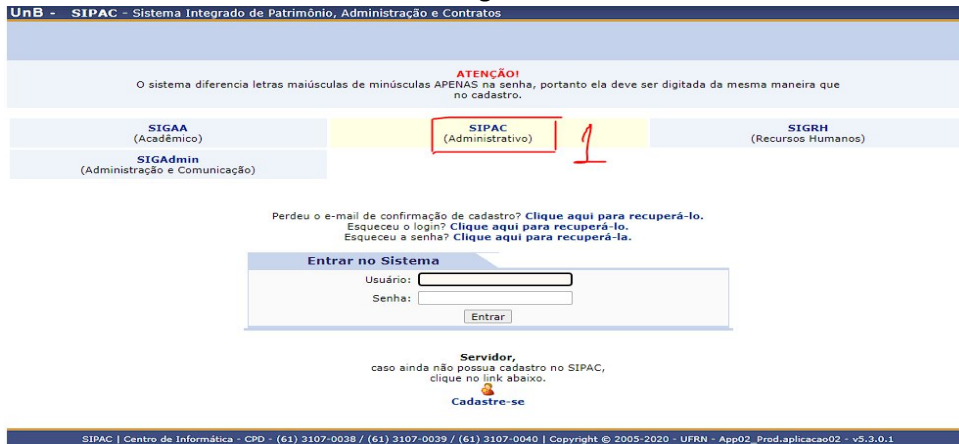 UnB - SIPAC - Sistema Integrado de Patrimônio, Administração e Contratos
ATENÇÃO!
O sistema diferencia letras maiúsculas de minúsculas APENAS na senha, portanto ela deve ser digitada da mesma maneira que
no cadastro.
SIGAA
(Acadêmico)
SIPAC
(Administrativo)
1
SIGRH
(Recursos Humanos)
SIGAdmin
(Administração e Comunicação)
Perdeu o e-mail de confirmação de cadastro? Clique aqui para recuperá-lo.
Esqueceu o login? Clique aqui para recuperá-lo.
Esqueceu a senha? Clique aqui para recuperá-la.
Entrar no Sistema
Usuário:
Senha:
Entrar
Servidor,
caso ainda não possua cadastro no SIPAC,
clique no link abaixo.
Cadastre-se
SIPAC | Centro de Informática - CPD - (61) 3107-0038 / (61) 3107-0039 / (61) 3107-0040 | Copyright © 2005-2020 - UFRN - App02_Prod.aplicacao02 - v5.3.0.1